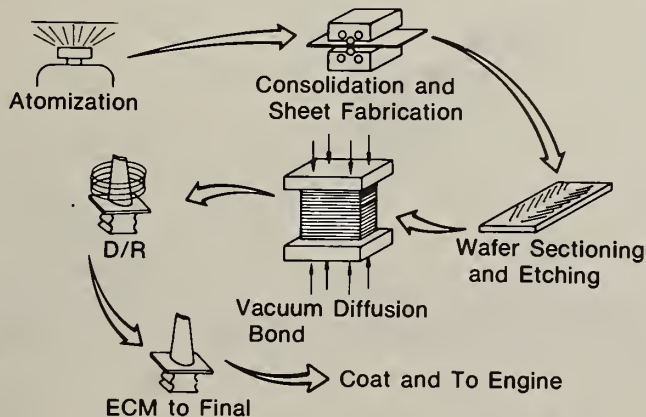 Atomization
Consolidation and
Sheet Fabrication
Wafer Sectioning
and Etching
Vacuum Diffusion
Bond
D/R
ECM to Final
Coat and To Engine